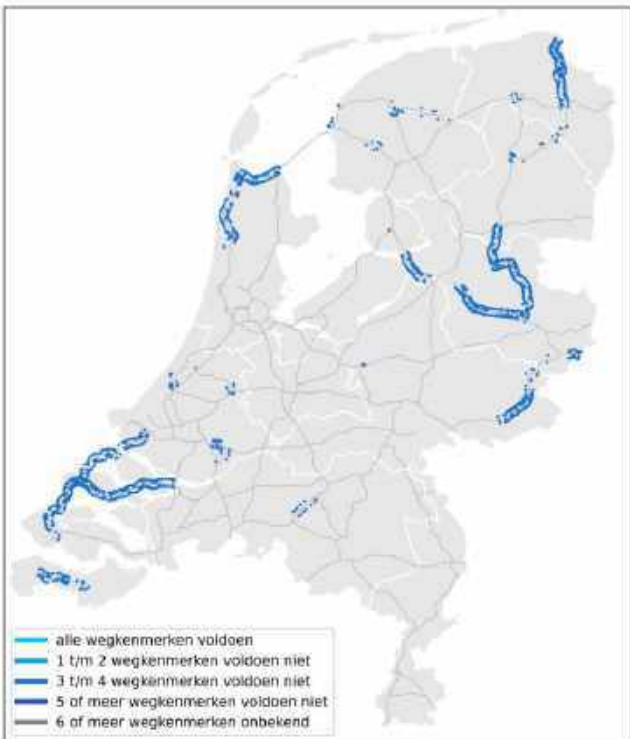 alle wegkenmerken voldoen
1 t/m 2 wegkenmerken voldoen niet
3 t/m 4 wegkenmerken voldoen niet
5 of meer wegkenmerken voldoen niet
6 of meer wegkenmerken onbekend